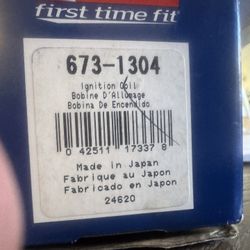 first time fit
673-1304
Ignition Coil
Bobine D'Allumage
Bobina De Encendido
0 42511 17337 8
Made in Japan
Fabrique au Japon
Fabricado en Japon
24620